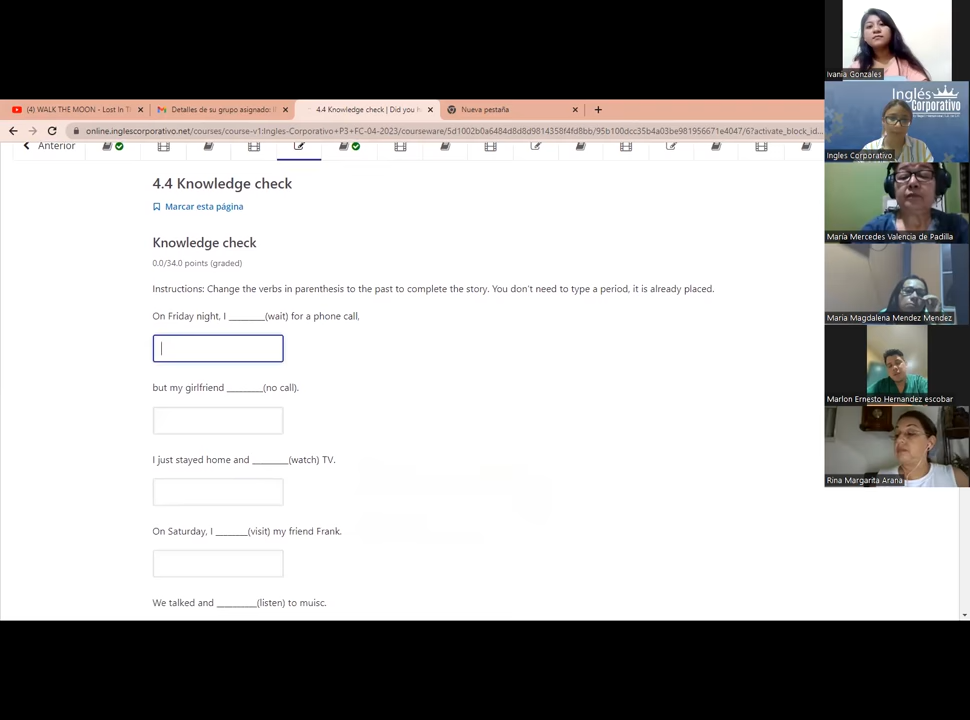 (4) WALK THE MOON - Lost In T
Detalles de su grupo asignado: I
4.4 Knowledge check | Did you h
Nueva pestaña
online.inglescorporativo.net/courses/course-v1:Ingles-Corporativo+P3+FC-04-2023/courseware/5d1002b0a6484d8d8d9814358f4fd8bb/95b100dcc35b4a03be981956671e4047/6?activate_block_id...
Anterior
4.4 Knowledge check
Marcar esta página
Knowledge check
0.0/34.0 points (graded)
Instructions: Change the verbs in parenthesis to the past to complete the story. You don't need to type a period, it is already placed.
On Friday night, I ________(wait) for a phone call,
but my girlfriend ________(no call).
I just stayed home and ________(watch) TV.
On Saturday, I _______(visit) my friend Frank.
We talked and _________(listen) to muisc.
Ivania Gonzales
Inglés
Corporativo
Ingles Corporativo
María Mercedes Valencia de Padilla
Maria Magdalena Mendez Mendez
Marlon Ernesto Hernandez escobar
Rina Margarita Arana